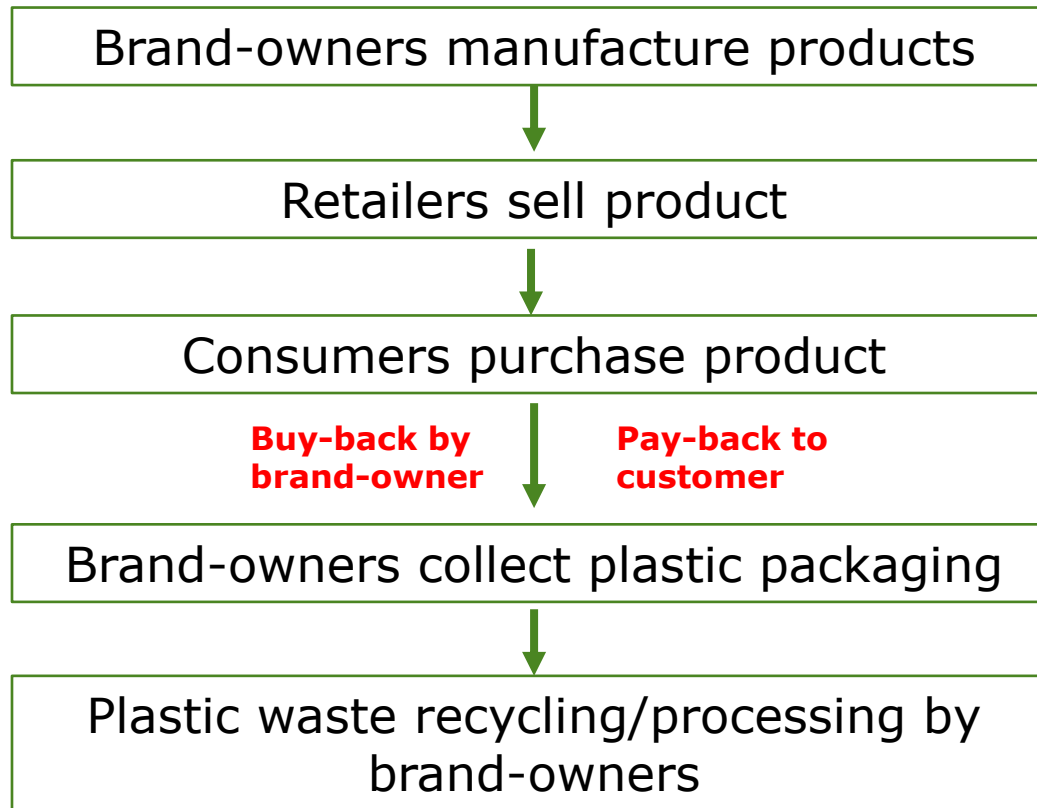 Brand-owners manufacture products
Retailers sell product
Consumers purchase product
Buy-back by
brand-owner
Pay-back to
customer
Brand-owners collect plastic packaging
Plastic waste recycling/processing by
brand-owners